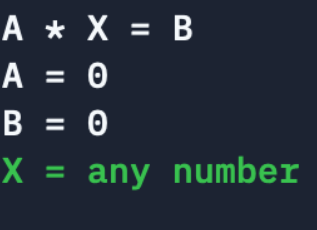 A * X = B
A = 0
B = 0
X = any number